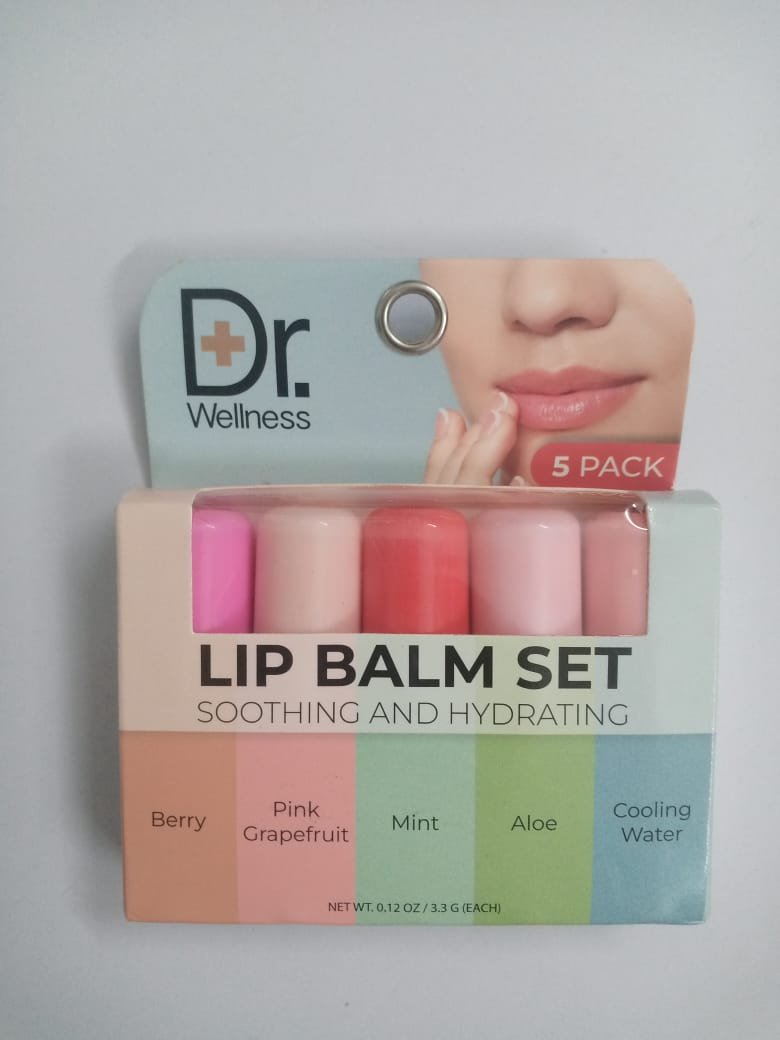 Dr.
Wellness
5 PACK
LIP BALM SET
SOOTHING AND HYDRATING
Berry
Pink
Grapefruit
Mint
Aloe
Cooling
Water
NET WT. 0.12 OZ / 3.3 G (EACH)